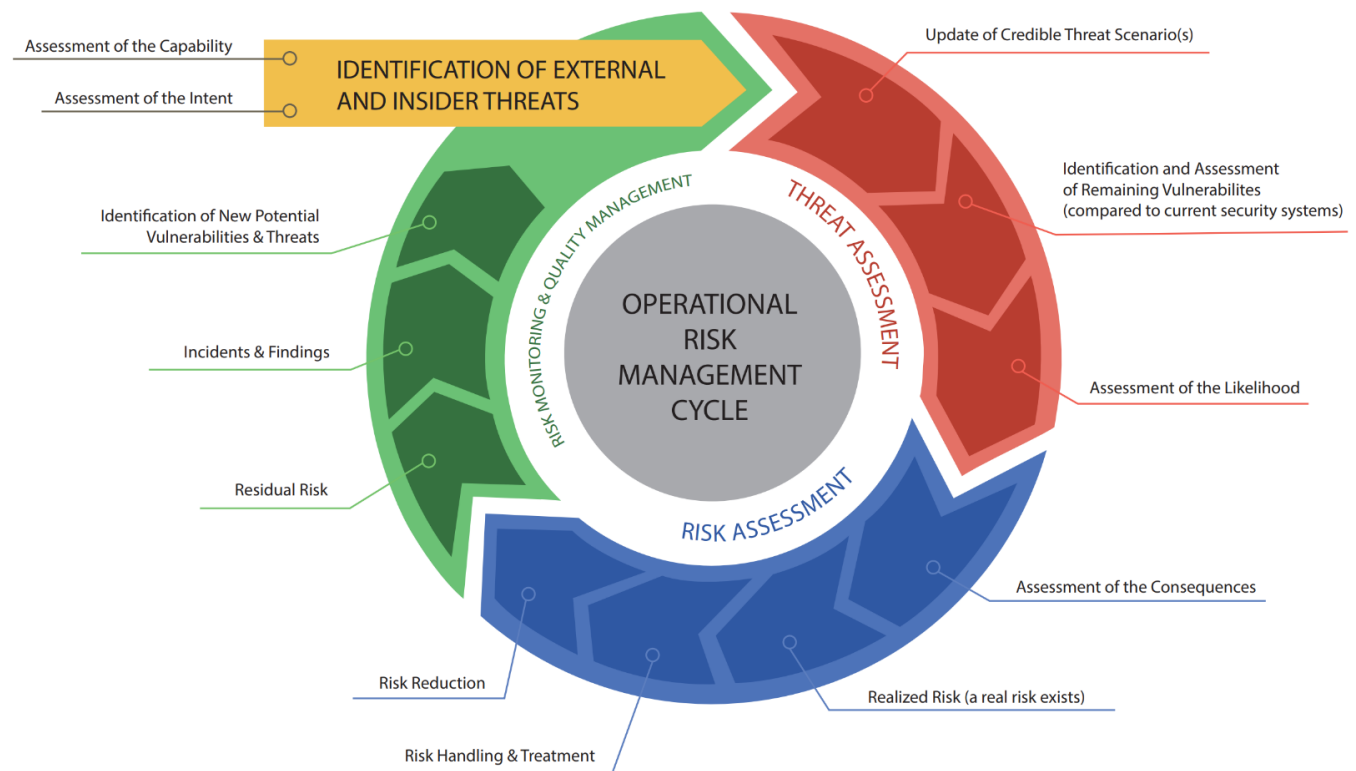 Assessment of the Capability
Assessment of the Intent
IDENTIFICATION OF EXTERNAL
AND INSIDER THREATS
Update of Credible Threat Scenario(s)
Identification and Assessment
of Remaining Vulnerabilites
(compared to current security systems)
Assessment of the Likelihood
THREAT ASSESSMENT
Assessment of the Consequences
Realized Risk (a real risk exists)
Risk Handling & Treatment
Risk Reduction
RISK ASSESSMENT
Residual Risk
Incidents & Findings
Identification of New Potential
Vulnerabilities & Threats
RISK MONITORING & QUALITY MANAGEMENT
OPERATIONAL
RISK
MANAGEMENT
CYCLE